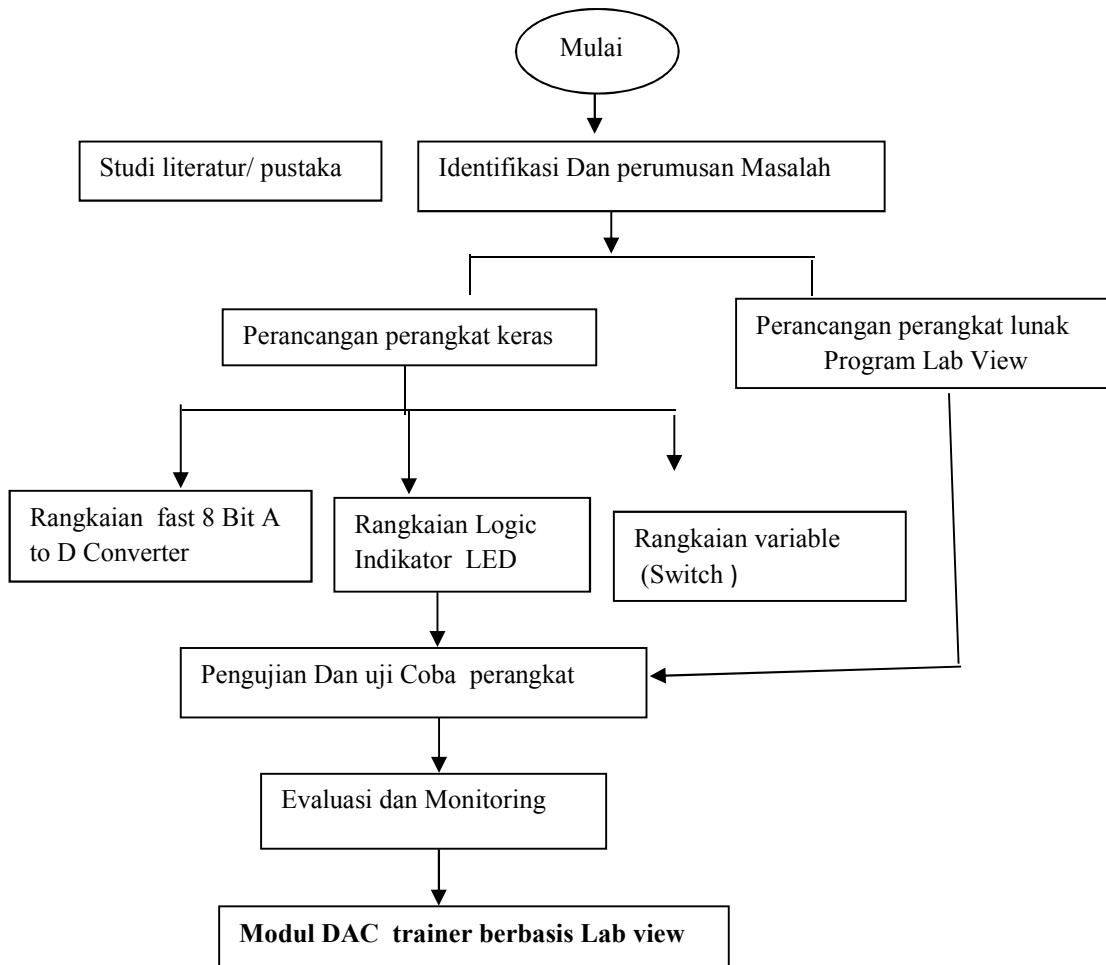 Mulai
Studi literatur/ pustaka
Identifikasi Dan perumusan Masalah
Perancangan perangkat keras
Perancangan perangkat lunak
Program Lab View
Rangkaian fast 8 Bit A
to D Converter
Rangkaian Logic
Indikator LED
Rangkaian variable
(Switch )
Pengujian Dan uji Coba perangkat
Evaluasi dan Monitoring
Modul DAC trainer berbasis Lab view